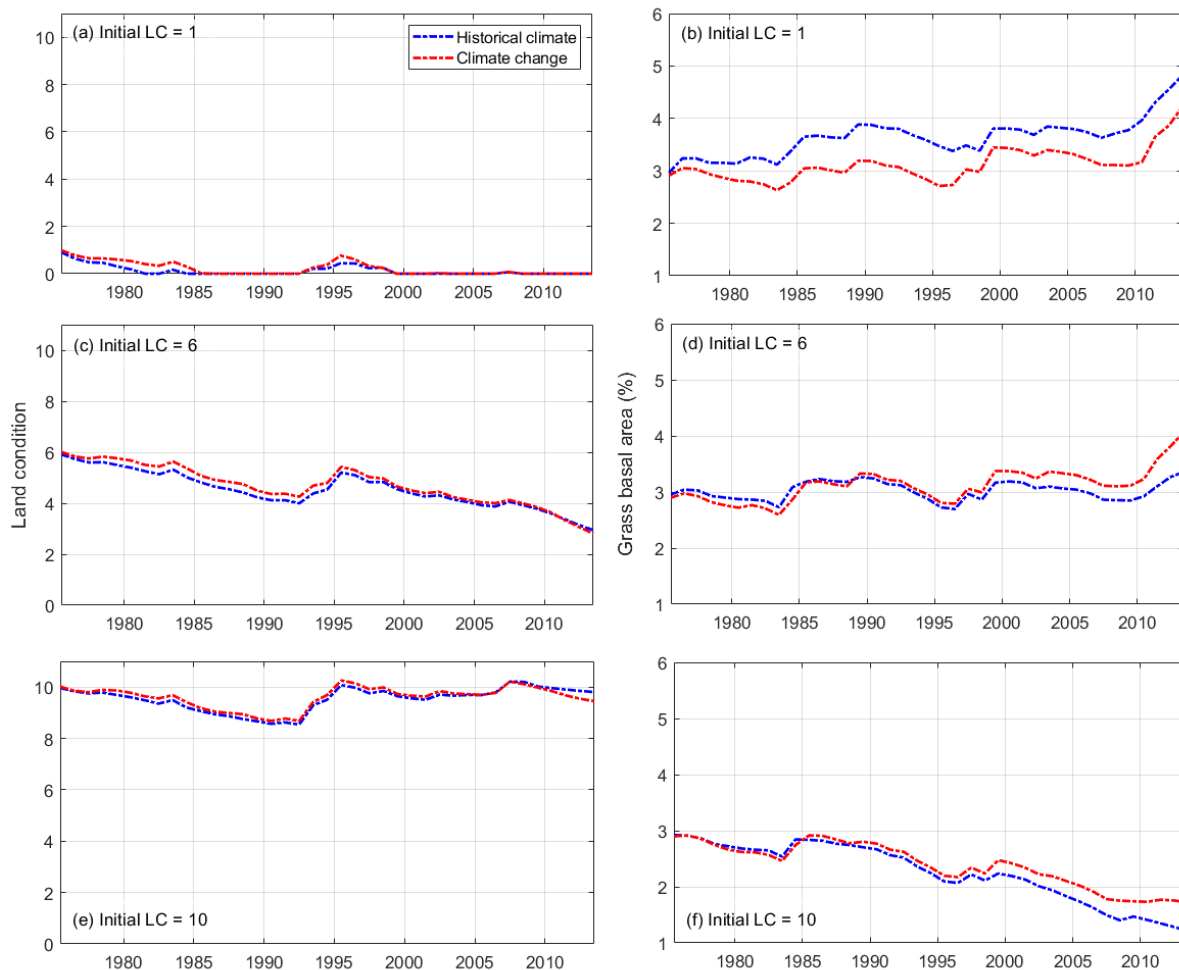 (a) Initial LC = 1
Historical climate
Climate change
10
8
6
4
2
0
1980 1985 1990 1995 2000 2005 2010
(b) Initial LC = 1
6
5
4
3
2
1
1980 1985 1990 1995 2000 2005 2010
Land condition
(c) Initial LC = 6
10
8
6
4
2
0
1980 1985 1990 1995 2000 2005 2010
Grass basal area (%)
(d) Initial LC = 6
6
5
4
3
2
1
1980 1985 1990 1995 2000 2005 2010
10
8
6
4
2
0
(e) Initial LC = 10
1980 1985 1990 1995 2000 2005 2010
6
5
4
3
2
1
(f) Initial LC = 10
1980 1985 1990 1995 2000 2005 2010